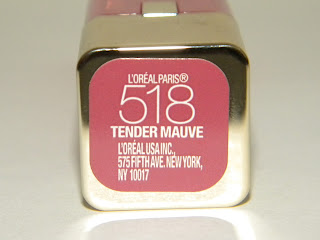 L'ORÉAL PARIS®
518
TENDER MAUVE
L'ORÉAL USA INC.,
575 FIFTH AVE. NEW YORK,
NY 10017